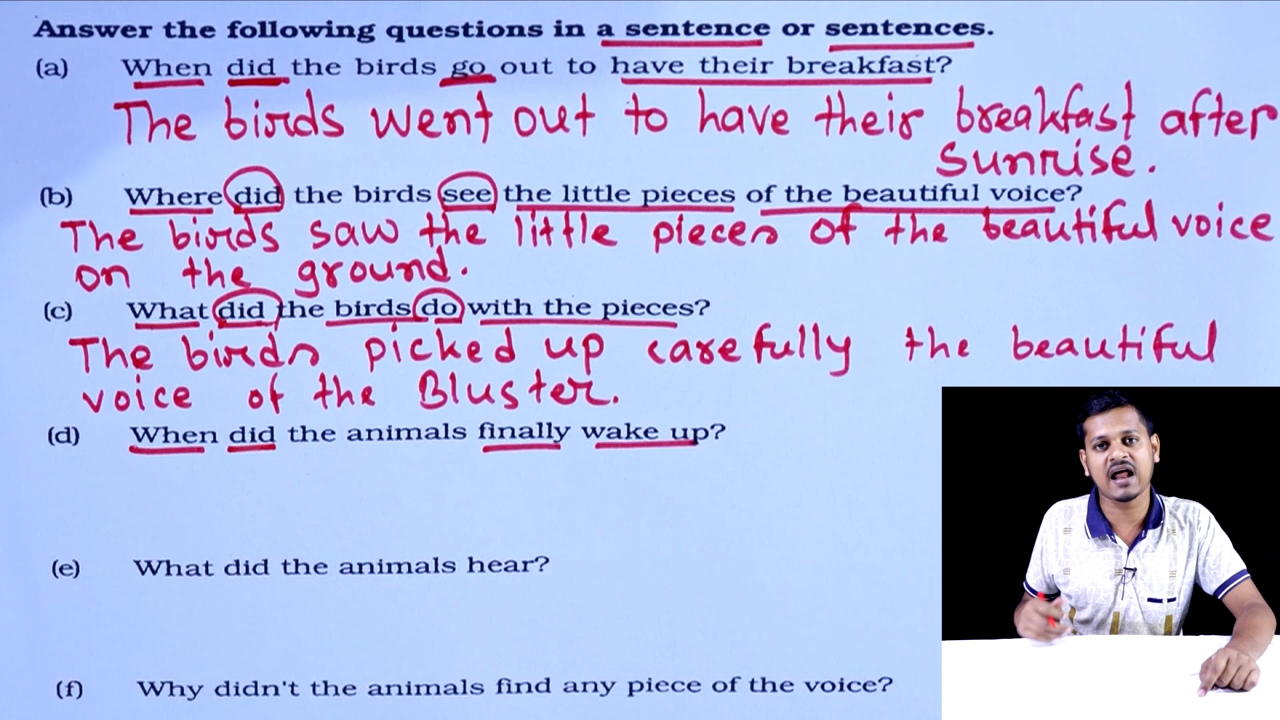 Answer the following questions in a sentence or sentences.
(a) When did the birds go out to have their breakfast?
The birds went out to have their breakfast after
sunrise.
(b) Where did the birds see the little pieces of the beautiful voice?
The birds saw the little pieces of the beautiful voice
on the ground.
(c) What did the birds do with the pieces?
The birds picked up carefully the beautiful
voice of the Bluster.
(d) When did the animals finally wake up?
(e) What did the animals hear?
(f) Why didn't the animals find any piece of the voice?